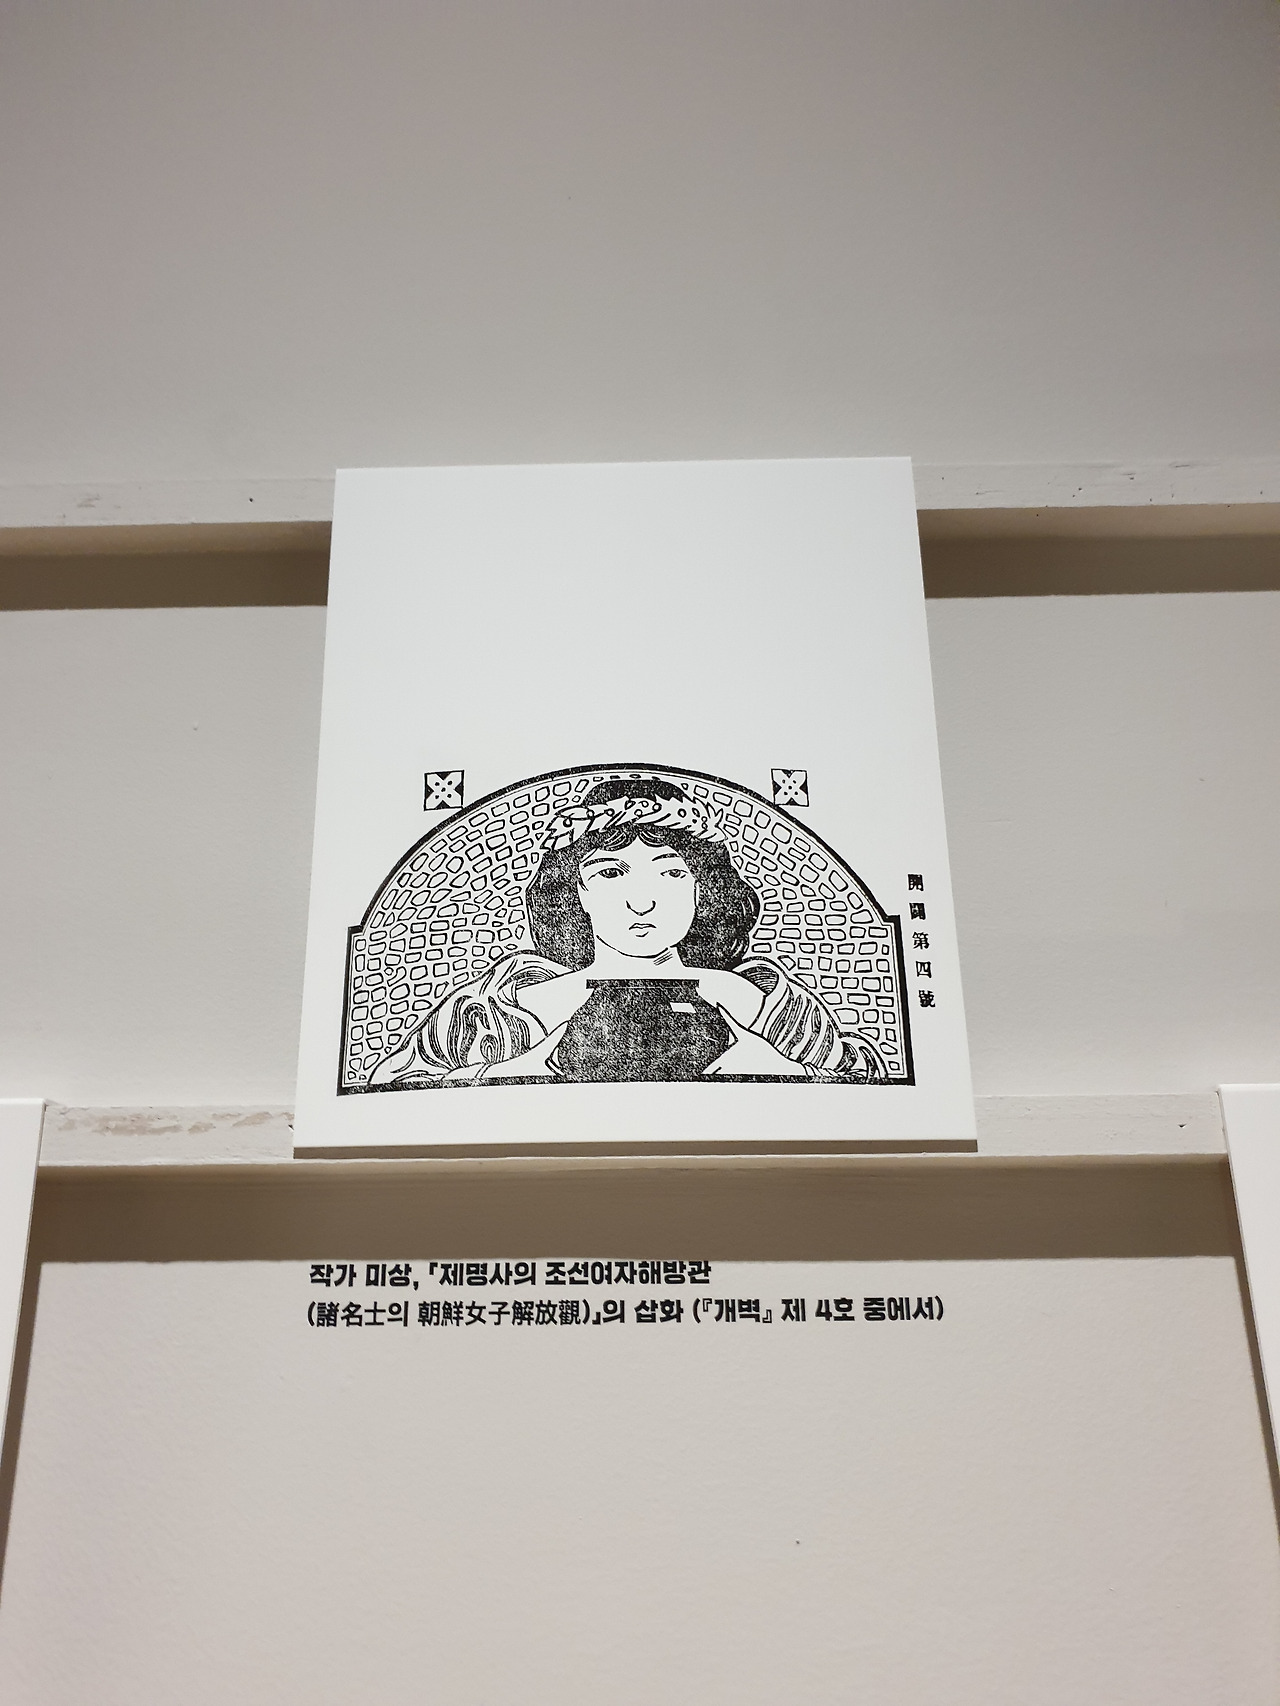 開闢第四號
작가 미상, 「제명사의 조선여자해방관
(諸名士의 朝鮮女子解放觀)」의 삽화 (『개벽』 제 4호 중에서)